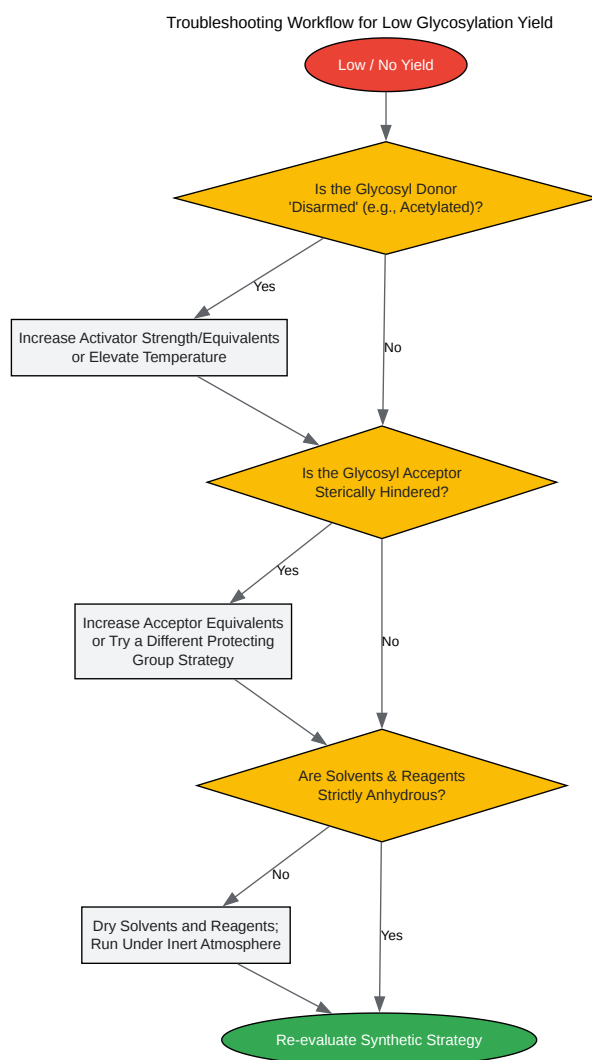 Troubleshooting Workflow for Low Glycosylation Yield
Low / No Yield
Is the Glycosyl Donor
'Disarmed' (e.g., Acetylated)?
Yes
Increase Activator Strength/Equivalents
or Elevate Temperature
No
Is the Glycosyl Acceptor
Sterically Hindered?
Yes
Increase Acceptor Equivalents
or Try a Different Protecting
Group Strategy
No
Are Solvents & Reagents
Strictly Anhydrous?
No
Dry Solvents and Reagents;
Run Under Inert Atmosphere
Yes
Re-evaluate Synthetic Strategy